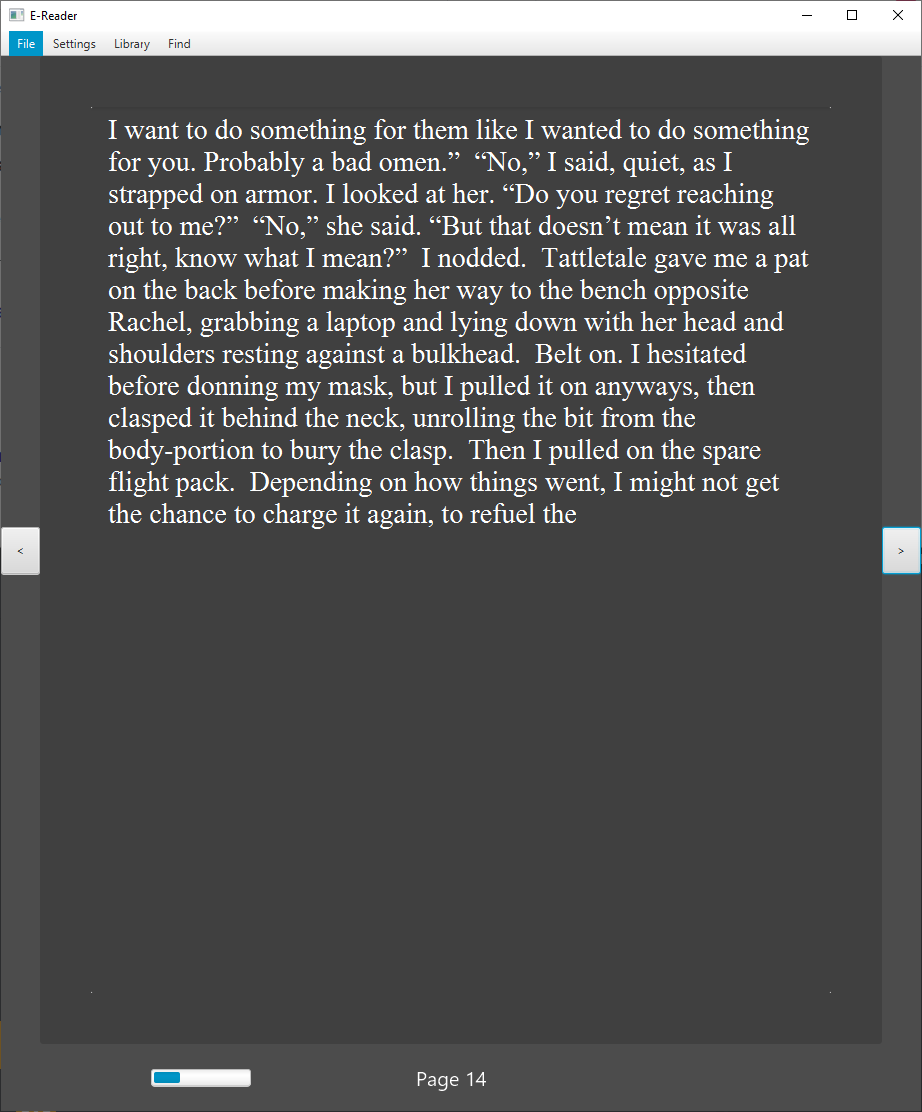 E-Reader
File Settings Library Find
I want to do something for them like I wanted to do something
for you. Probably a bad omen.”  “No,” I said, quiet, as I
strapped on armor. I looked at her. “Do you regret reaching
out to me?”  “No,” she said. “But that doesn’t mean it was all
right, know what I mean?”  I nodded.  Tattletale gave me a pat
on the back before making her way to the bench opposite
Rachel, grabbing a laptop and lying down with her head and
shoulders resting against a bulkhead.  Belt on. I hesitated
before donning my mask, but I pulled it on anyways, then
clasped it behind the neck, unrolling the bit from the
body-portion to bury the clasp.  Then I pulled on the spare
flight pack.  Depending on how things went, I might not get
the chance to charge it again, to refuel the
<
>
Page 14